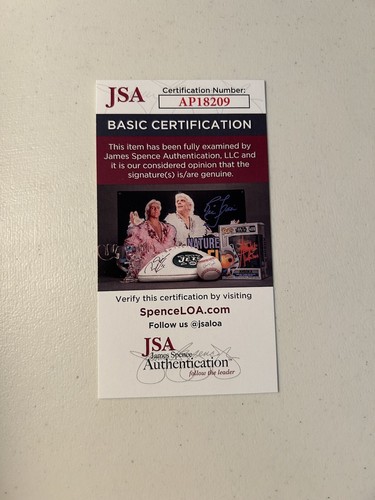 JSA
Certification Number:
AP18209
BASIC CERTIFICATION
This item has been fully examined by
James Spence Authentication, LLC and
it is our considered opinion that the
signature(s) is/are genuine.
NATURE
JETS
Verify this certification by visiting
SpenceLOA.com
Follow us @jsaloa
JSA
James Spence
Authentication
follow the leader